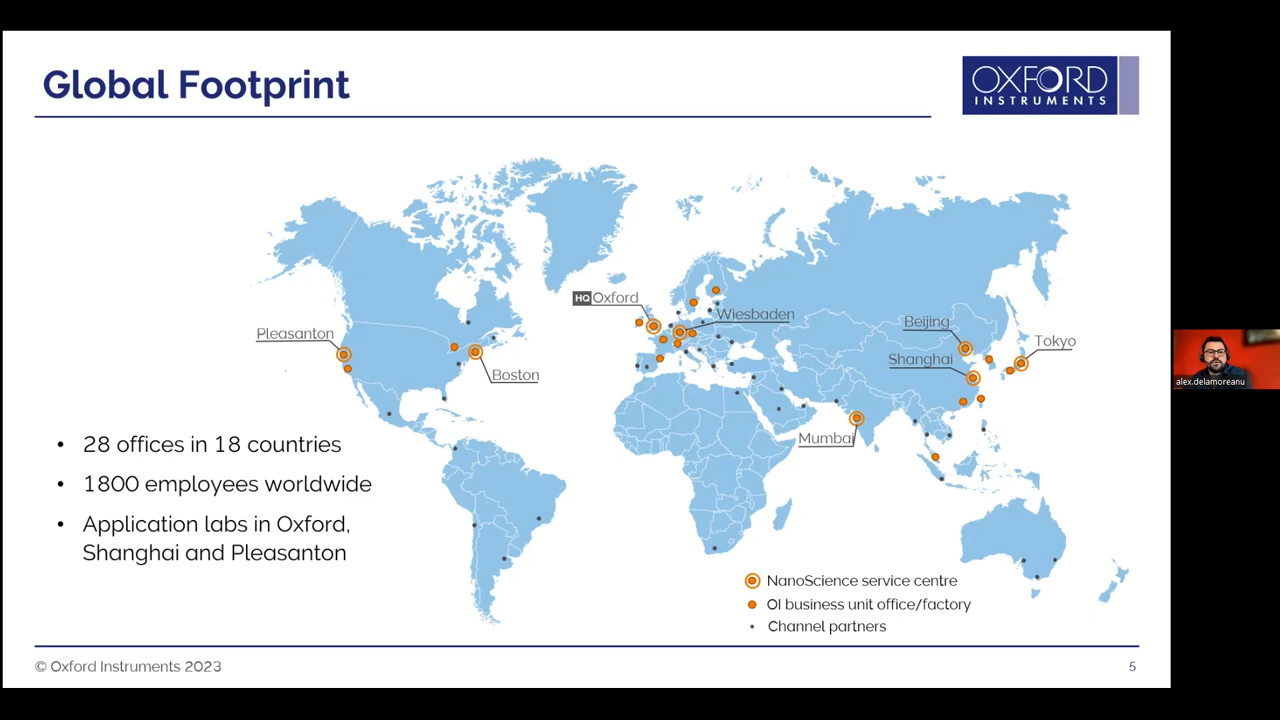 Global Footprint
OXFORD
INSTRUMENTS
HQ Oxford
Wiesbaden
Beijing
Pleasanton
Tokyo
Shanghai
Boston
Mumbai
• 28 offices in 18 countries
• 1800 employees worldwide
• Application labs in Oxford,
Shanghai and Pleasanton
NanoScience service centre
OI business unit office/factory
Channel partners
© Oxford Instruments 2023
5
alex.delamoreanu